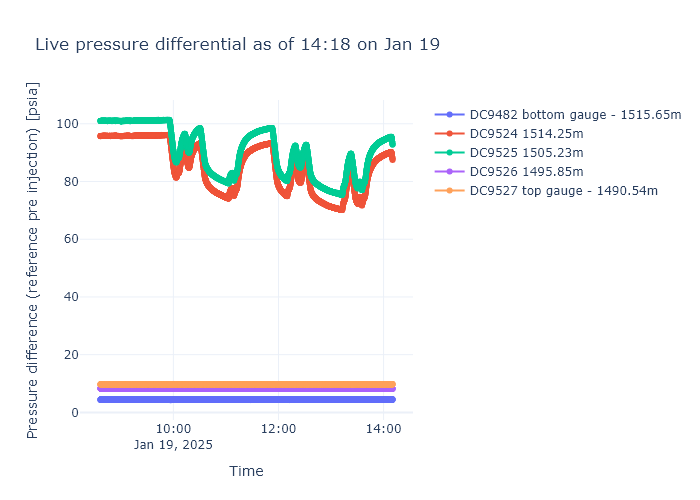 Live pressure differential as of 14:18 on Jan 19
Pressure difference (reference pre injection) [psia]
100
80
60
40
20
0
10:00
Jan 19, 2025
12:00
14:00
Time
DC9482 bottom gauge - 1515.65m
DC9524 1514.25m
DC9525 1505.23m
DC9526 1495.85m
DC9527 top gauge - 1490.54m